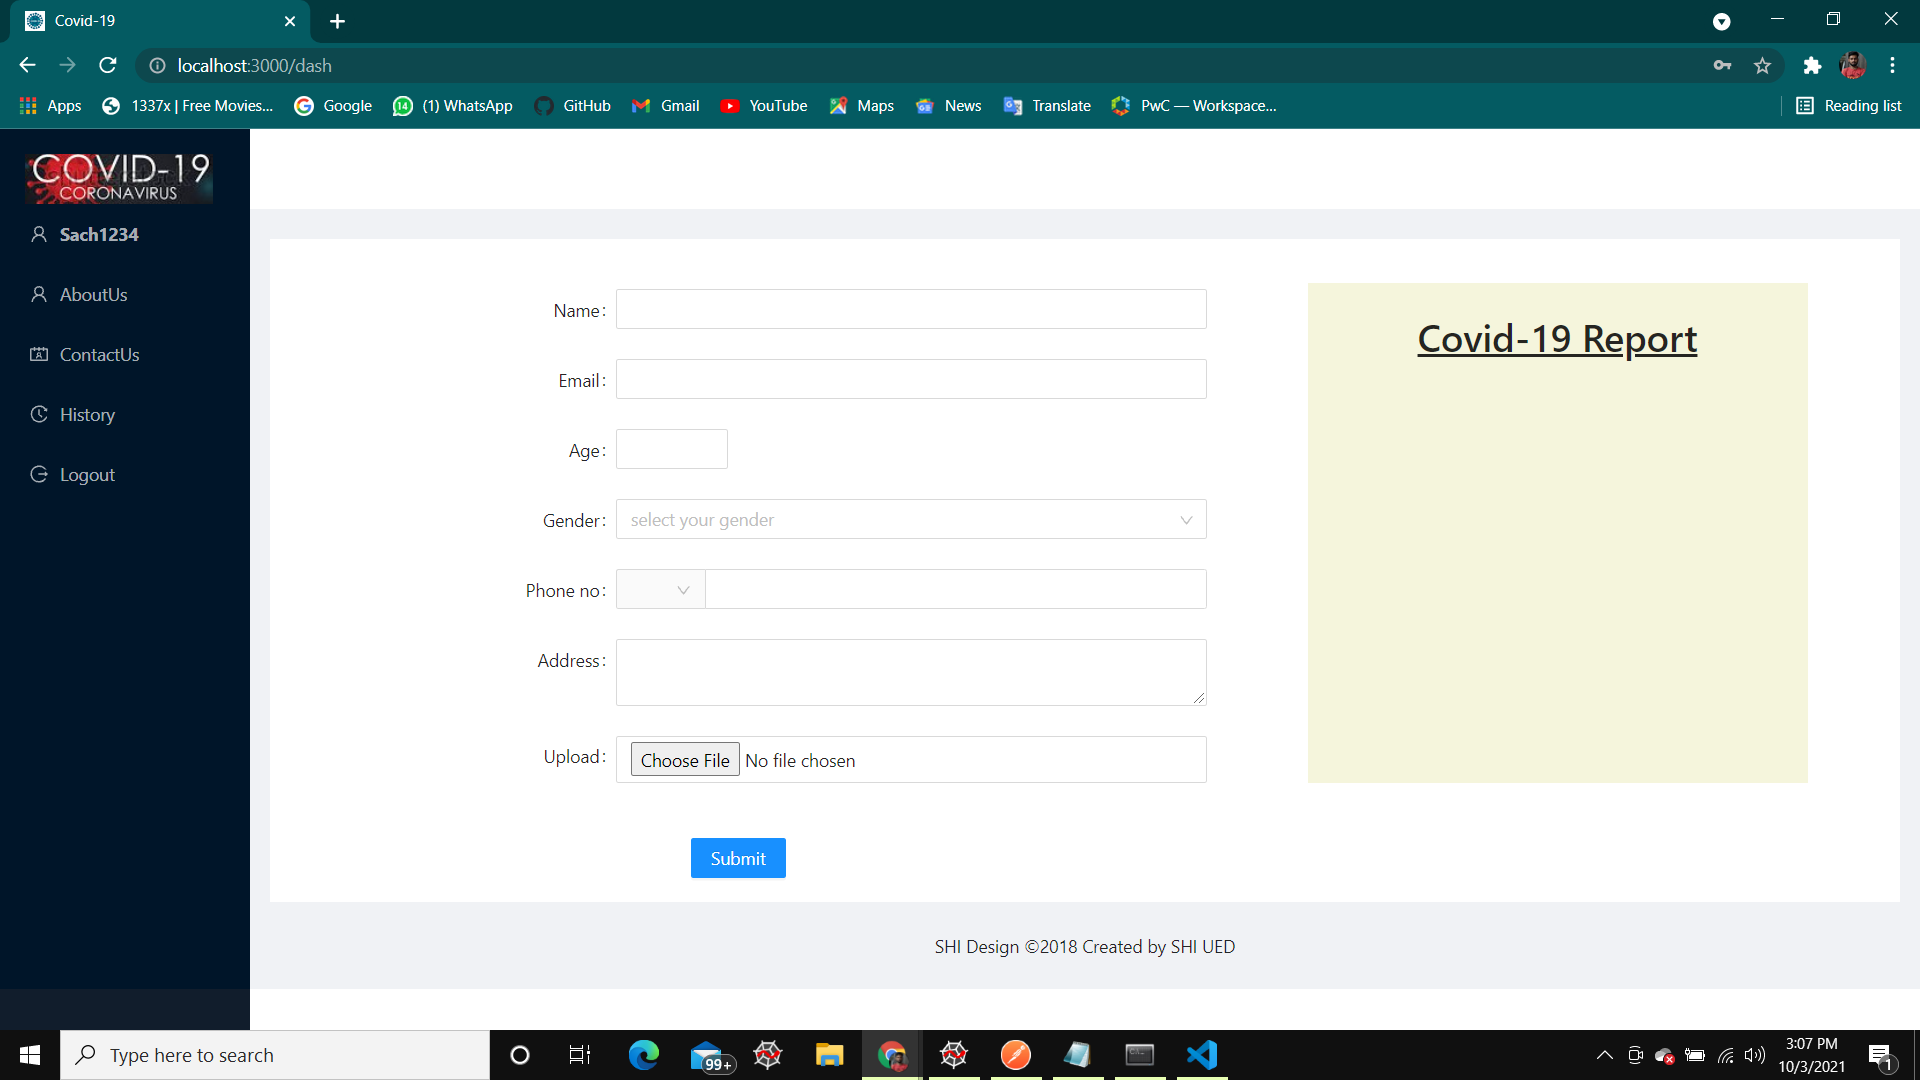 Covid-19
localhost:3000/dash
Apps
1337x | Free Movies...
Google
14
(1) WhatsApp
GitHub
Gmail
YouTube
Maps
News
Translate
PwC — Workspace...
Reading list
COVID-19
CORONAVIRUS
Sach1234
AboutUs
ContactUs
History
Logout
Name:
Email:
Age:
Gender: select your gender
Phone no:
Address:
Upload: Choose File No file chosen
Submit
Covid-19 Report
SHI Design ©2018 Created by SHI UED
Type here to search
99+
3:07 PM
10/3/2021
1